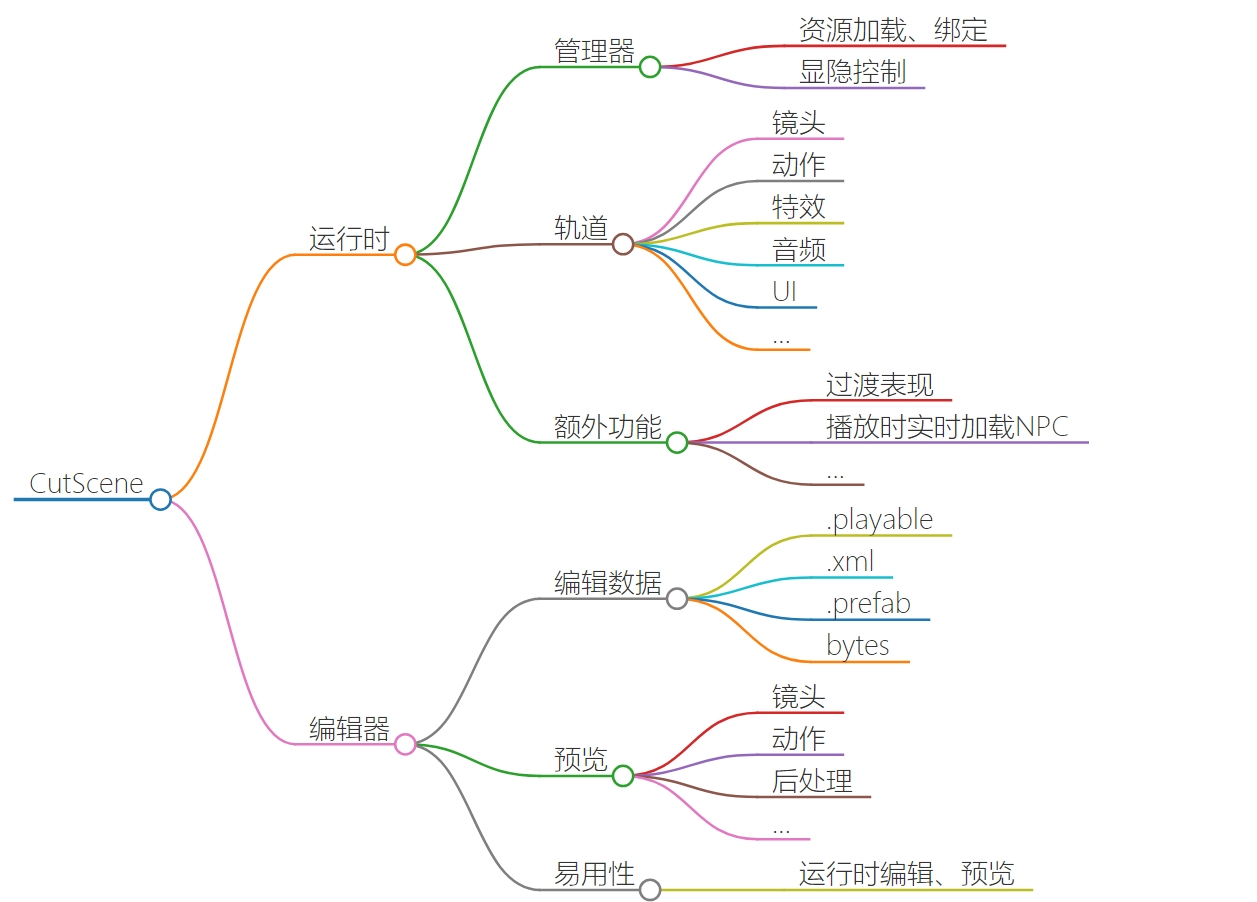 CutScene
运行时
管理器
资源加载、绑定
显隐控制
轨道
镜头
动作
特效
音频
UI
...
额外功能
过渡表现
播放时实时加载NPC
...
编辑器
编辑数据
.playable
.xml
.prefab
bytes
预览
镜头
动作
后处理
...
易用性
运行时编辑、预览